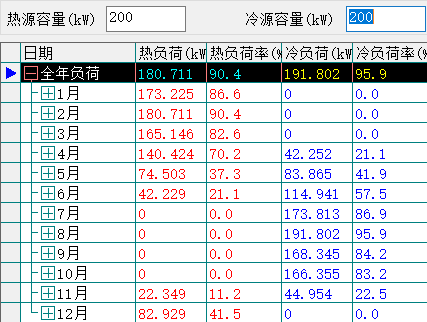 热源容量(kW) 200 冷源容量(kW) 200
日期 热负荷(kW 热负荷率(% 冷负荷(kW 冷负荷率(%
全年负荷 180.711 90.4 191.802 95.9
1月 173.225 86.6 0 0.0
2月 180.711 90.4 0 0.0
3月 165.146 82.6 0 0.0
4月 140.424 70.2 42.252 21.1
5月 74.503 37.3 83.865 41.9
6月 42.229 21.1 114.941 57.5
7月 0 0.0 173.813 86.9
8月 0 0.0 191.802 95.9
9月 0 0.0 168.345 84.2
10月 0 0.0 166.355 83.2
11月 22.349 11.2 44.954 22.5
12月 82.929 41.5 0 0.0